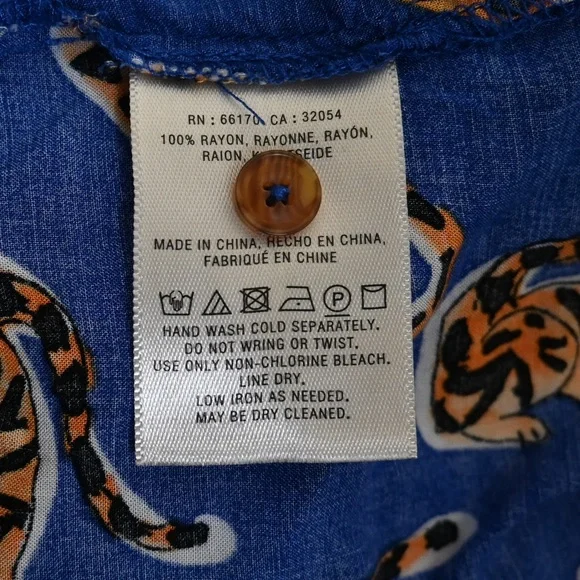 RN : 66170 CA : 32054
100% RAYON, RAYONNE, RAYÓN,
RAION,
MADE IN CHINA, HECHO EN CHINA,
FABRIQUÉ EN CHINE
P
HAND WASH COLD SEPARATELY.
DO NOT WRING OR TWIST.
USE ONLY NON-CHLORINE BLEACH.
LINE DRY.
LOW IRON AS NEEDED.
MAY BE DRY CLEANED.